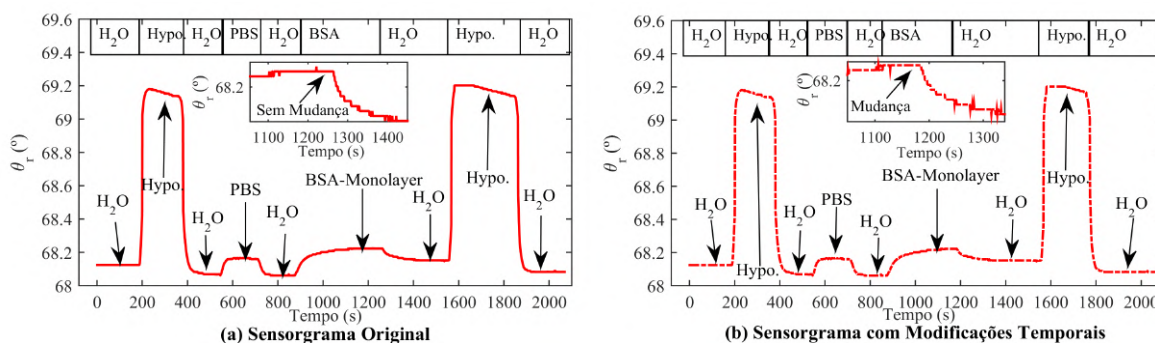 H₂O Hypo. H₂O PBS H₂O BSA H₂O Hypo. H₂O
69.6
69.4
69.2
69
68.8
68.6
68.4
68.2
68
θr (º)
68.2
θr (º)
Sem Mudança
1100 1200 1300 1400
Tempo (s)
H₂O
Hypo.
H₂O
PBS
H₂O
BSA-Monolayer
H₂O
Hypo.
H₂O
0 200 400 600 800 1000 1200 1400 1600 1800 2000
Tempo (s)
(a) Sensorgrama Original
H₂O Hypo. H₂O PBS H₂O BSA H₂O Hypo. H₂O
69.6
69.4
69.2
69
68.8
68.6
68.4
68.2
68
θr (º)
68.2
θr (º)
Mudança
1100 1200 1300
Tempo (s)
H₂O
Hypo.
H₂O
PBS
H₂O
BSA-Monolayer
H₂O
Hypo.
H₂O
0 200 400 600 800 1000 1200 1400 1600 1800 2000
Tempo (s)
(b) Sensorgrama com Modificações Temporais